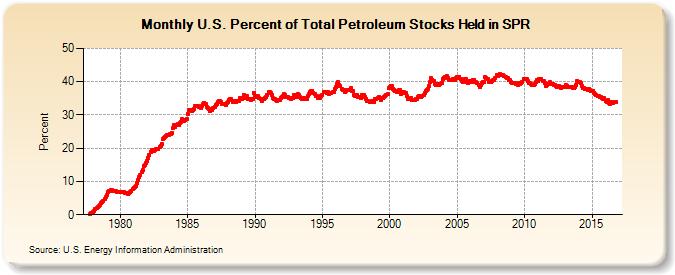 Monthly U.S. Percent of Total Petroleum Stocks Held in SPR
Percent
50
40
30
20
10
0
1980 1985 1990 1995 2000 2005 2010 2015
Source: U.S. Energy Information Administration